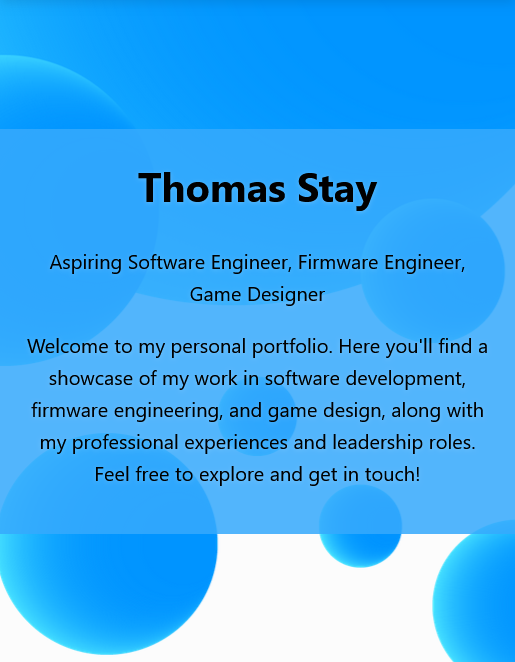 Thomas Stay
Aspiring Software Engineer, Firmware Engineer,
Game Designer
Welcome to my personal portfolio. Here you'll find a
showcase of my work in software development,
firmware engineering, and game design, along with
my professional experiences and leadership roles.
Feel free to explore and get in touch!